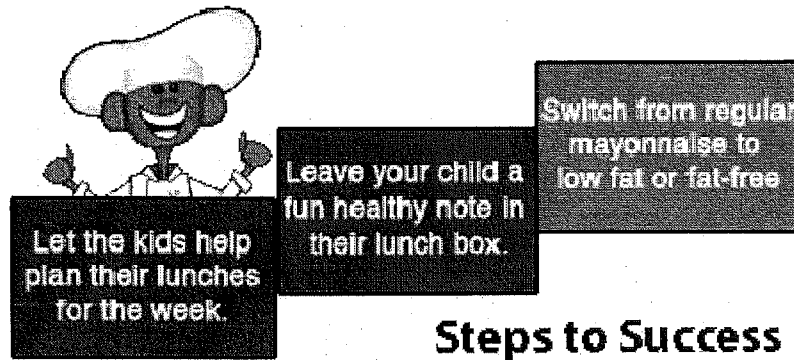 Let the kids help
plan their lunches
for the week.
Leave your child a
fun healthy note in
their lunch box.
Switch from regular
mayonnaise to
low fat or fat-free
Steps to Success